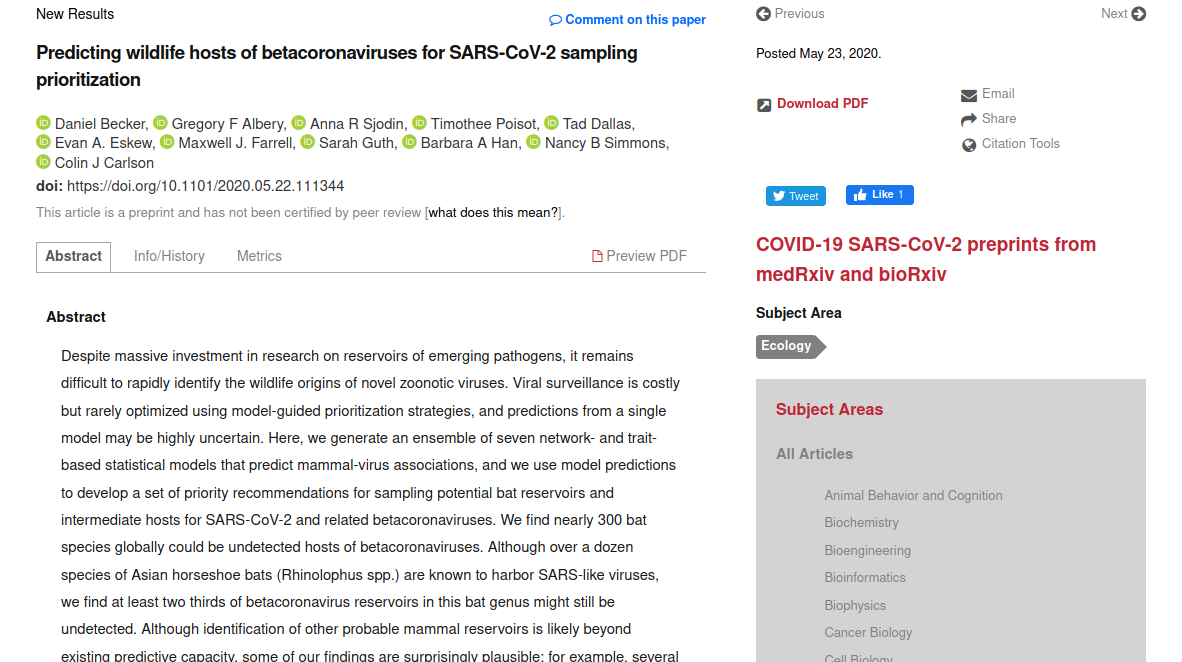 New Results
Comment on this paper
Predicting wildlife hosts of betacoronaviruses for SARS-CoV-2 sampling
prioritization
Daniel Becker, Gregory F Albery, Anna R Sjodin, Timothee Poisot, Tad Dallas,
Evan A. Eskew, Maxwell J. Farrell, Sarah Guth, Barbara A Han, Nancy B Simmons,
Colin J Carlson
doi: https://doi.org/10.1101/2020.05.22.111344
This article is a preprint and has not been certified by peer review [what does this mean?].
Abstract Info/History Metrics Preview PDF
Abstract
Despite massive investment in research on reservoirs of emerging pathogens, it remains
difficult to rapidly identify the wildlife origins of novel zoonotic viruses. Viral surveillance is costly
but rarely optimized using model-guided prioritization strategies, and predictions from a single
model may be highly uncertain. Here, we generate an ensemble of seven network- and trait-
based statistical models that predict mammal-virus associations, and we use model predictions
to develop a set of priority recommendations for sampling potential bat reservoirs and
intermediate hosts for SARS-CoV-2 and related betacoronaviruses. We find nearly 300 bat
species globally could be undetected hosts of betacoronaviruses. Although over a dozen
species of Asian horseshoe bats (Rhinolophus spp.) are known to harbor SARS-like viruses,
we find at least two thirds of betacoronavirus reservoirs in this bat genus might still be
undetected. Although identification of other probable mammal reservoirs is likely beyond
existing predictive capacity, some of our findings are surprisingly plausible; for example, several
Previous Next
Posted May 23, 2020.
Download PDF
Email
Share
Citation Tools
Tweet Like 1
COVID-19 SARS-CoV-2 preprints from
medRxiv and bioRxiv
Subject Area
Ecology
Subject Areas
All Articles
Animal Behavior and Cognition
Biochemistry
Bioengineering
Bioinformatics
Biophysics
Cancer Biology
Cell Biology